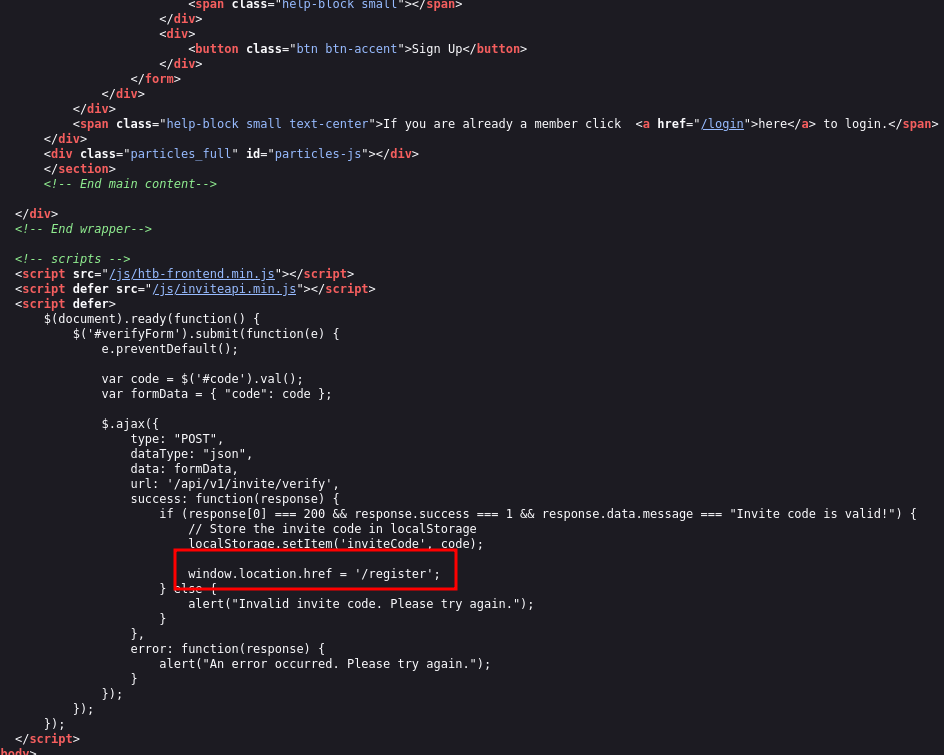 <span class="help-block small"></span>
</div>
<div>
<button class="btn btn-accent">Sign Up</button>
</div>
</form>
</div>
</div>
<span class="help-block small text-center">If you are already a member click  <a href="/login">here</a> to login.</span>
</div>
<div class="particles_full" id="particles-js"></div>
</section>
<!-- End main content-->
</div>
<!-- End wrapper-->
<!-- scripts -->
<script src="/js/htb-frontend.min.js"></script>
<script defer src="/js/inviteapi.min.js"></script>
<script defer>
$(document).ready(function() {
$('#verifyForm').submit(function(e) {
e.preventDefault();
var code = $('#code').val();
var formData = { "code": code };
$.ajax({
type: "POST",
dataType: "json",
data: formData,
url: '/api/v1/invite/verify',
success: function(response) {
if (response[0] === 200 && response.success === 1 && response.data.message === "Invite code is valid!") {
// Store the invite code in localStorage
localStorage.setItem('inviteCode', code);
window.location.href = '/register';
} else {
alert("Invalid invite code. Please try again.");
}
},
error: function(response) {
alert("An error occurred. Please try again.");
}
});
});
});
</script>
body>